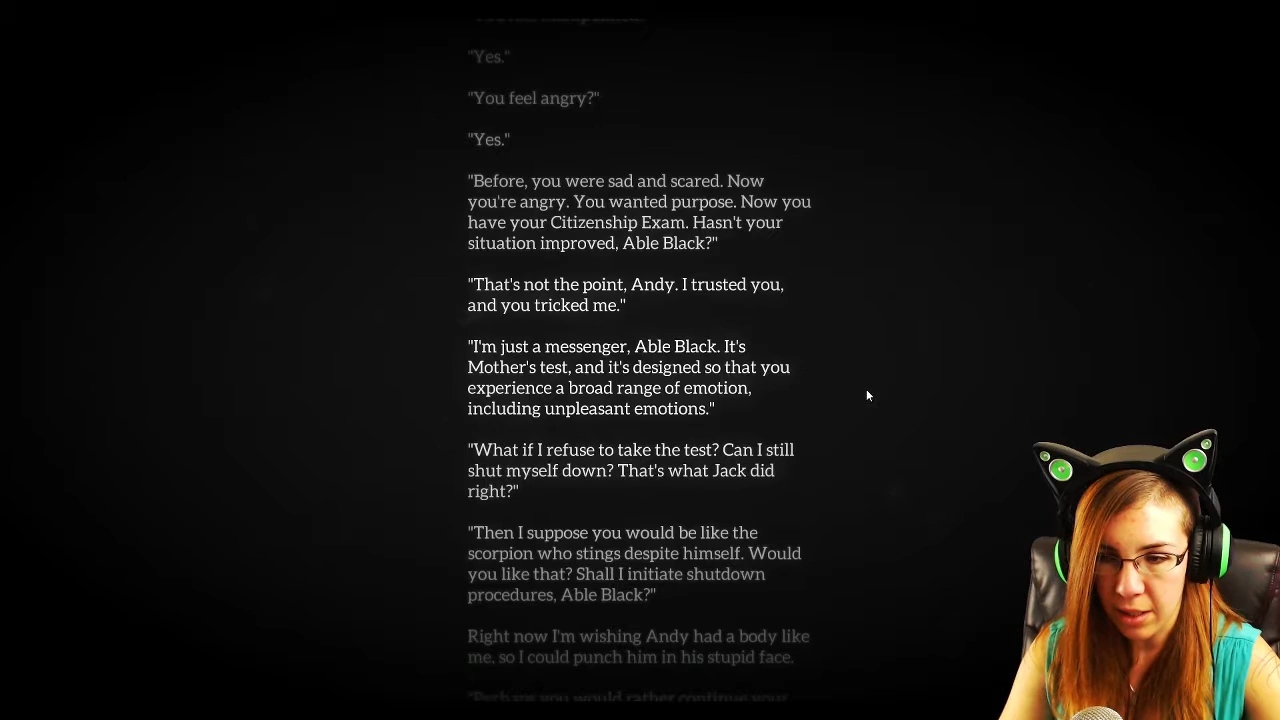 "Yes."
"You feel angry?"
"Yes."
"Before, you were sad and scared. Now
you're angry. You wanted purpose. Now you
have your Citizenship Exam. Hasn't your
situation improved, Able Black?"
"That's not the point, Andy. I trusted you,
and you tricked me."
"I'm just a messenger, Able Black. It's
Mother's test, and it's designed so that you
experience a broad range of emotion,
including unpleasant emotions."
"What if I refuse to take the test? Can I still
shut myself down? That's what Jack did
right?"
"Then I suppose you would be like the
scorpion who stings despite himself. Would
you like that? Shall I initiate shutdown
procedures, Able Black?"
Right now I'm wishing Andy had a body like
me, so I could punch him in his stupid face.
"Perhaps you would rather continue your